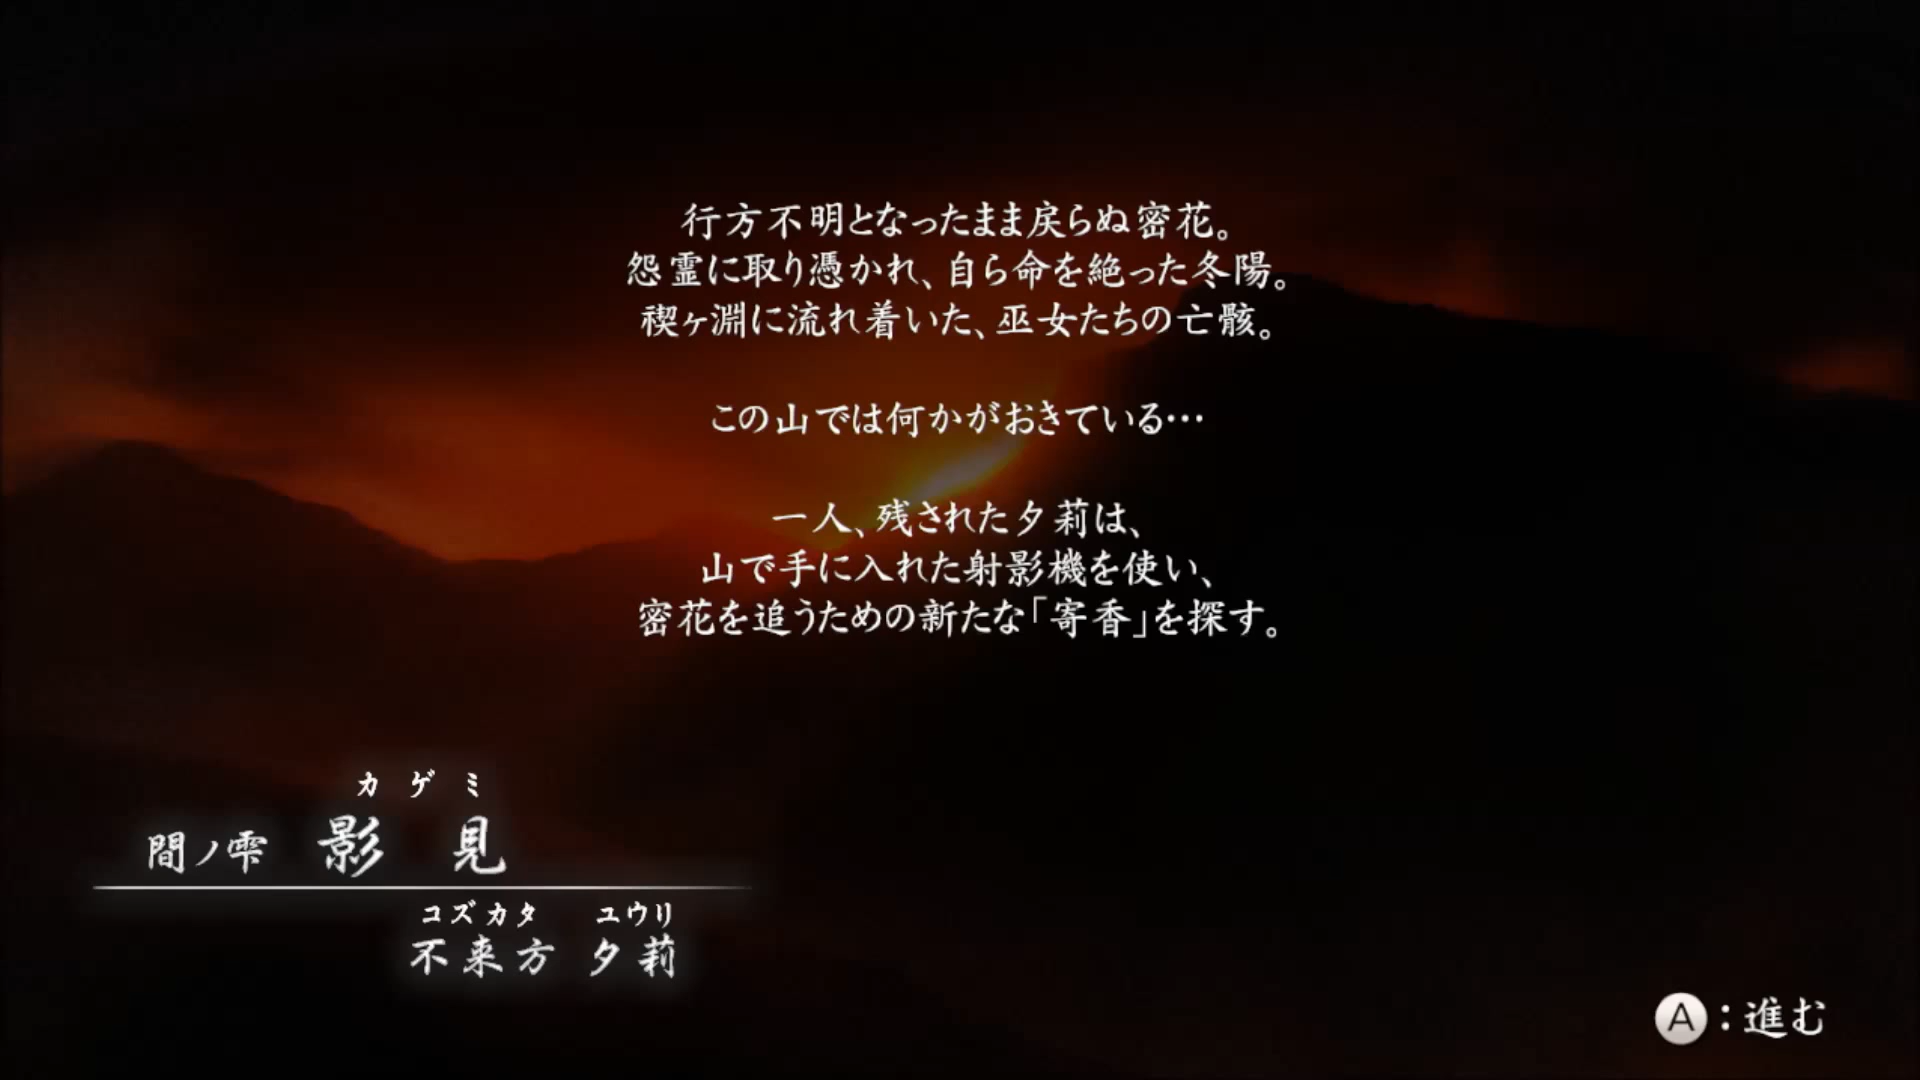 行方不明となったまま戻らぬ密花。
怨霊に取り憑かれ、自ら命を絶った冬陽。
禊ヶ淵に流れ着いた、巫女たちの亡骸。
この山では何かがおきている…
一人、残された夕莉は、
山で手に入れた射影機を使い、
密花を追うための新たな「寄香」を探す。
カゲミ
間ノ雫 影見
コズカタ ユウリ
不来方 夕莉
A：進む